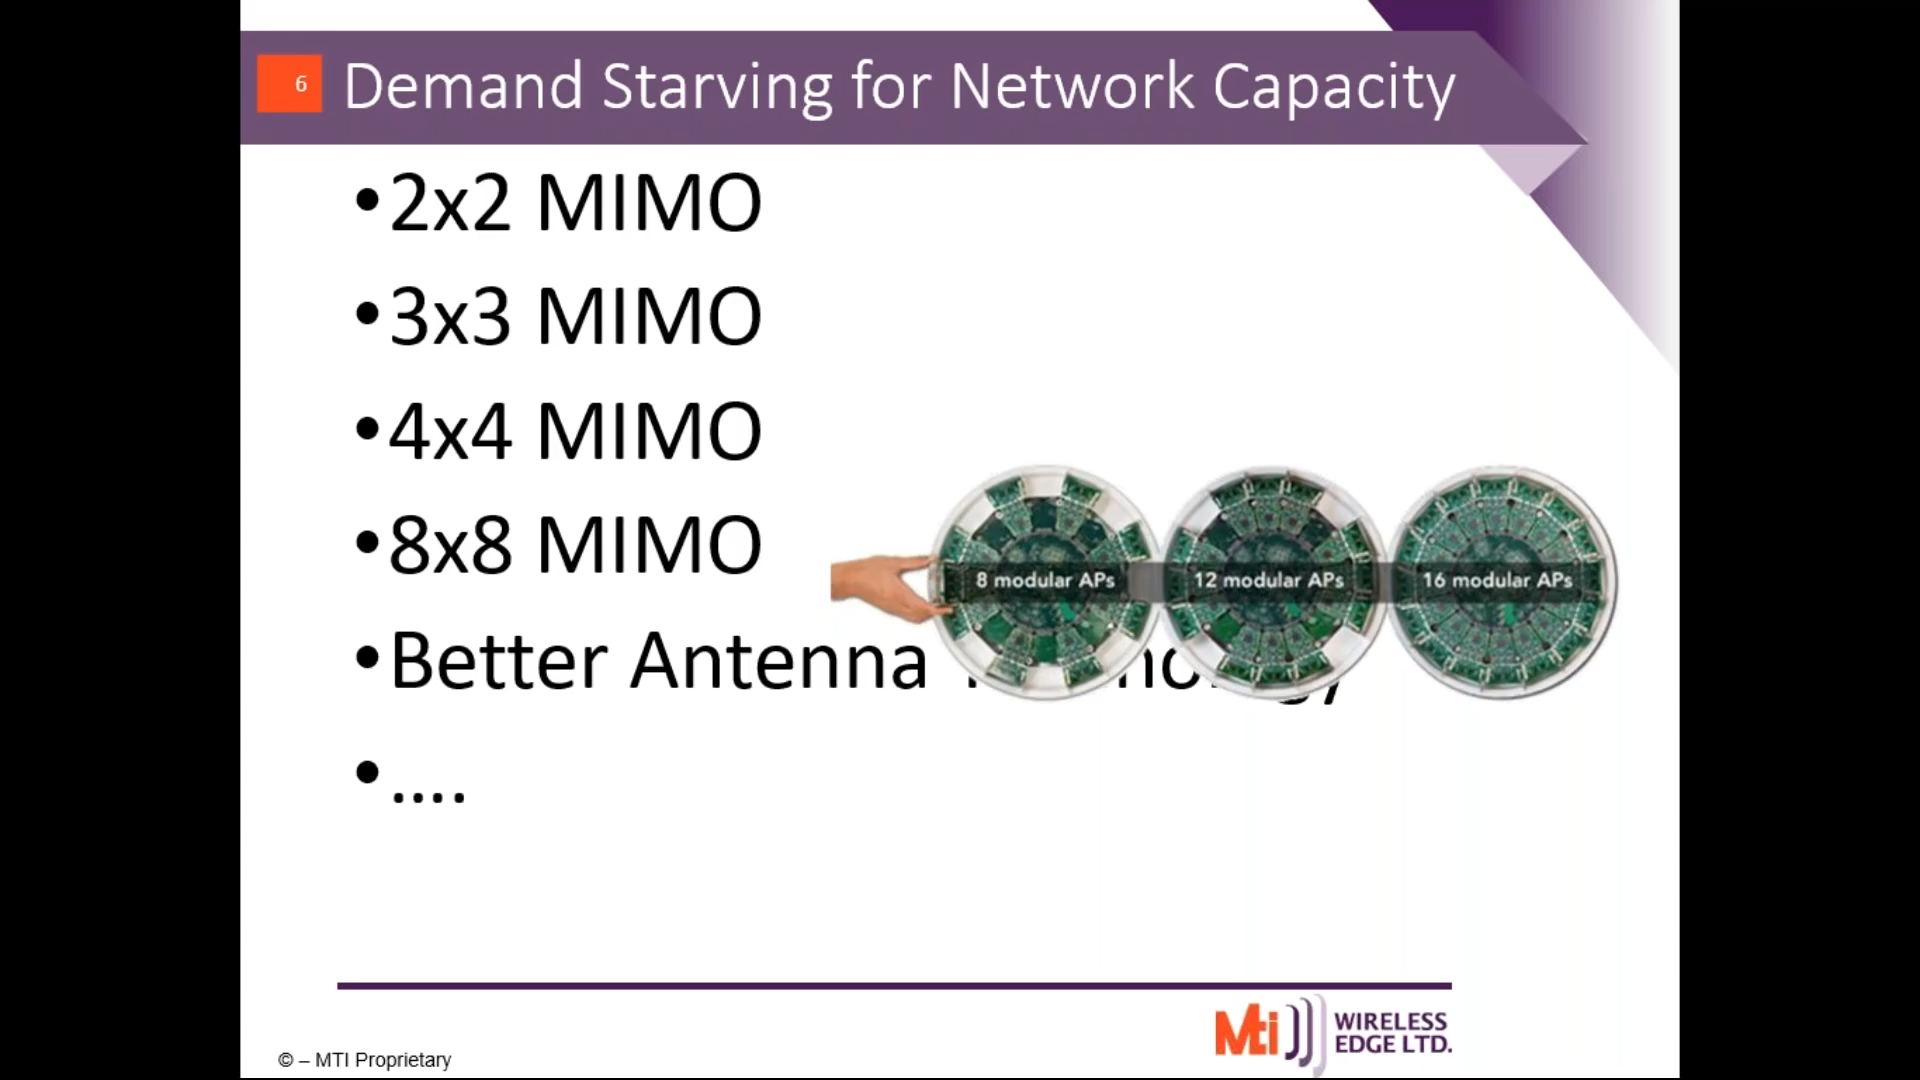 6
Demand Starving for Network Capacity
•2x2 MIMO
•3x3 MIMO
•4x4 MIMO
•8x8 MIMO
8 modular APs
12 modular APs
16 modular APs
•Better Antenna
•....
Mti WIRELESS
EDGE LTD.
© – MTI Proprietary